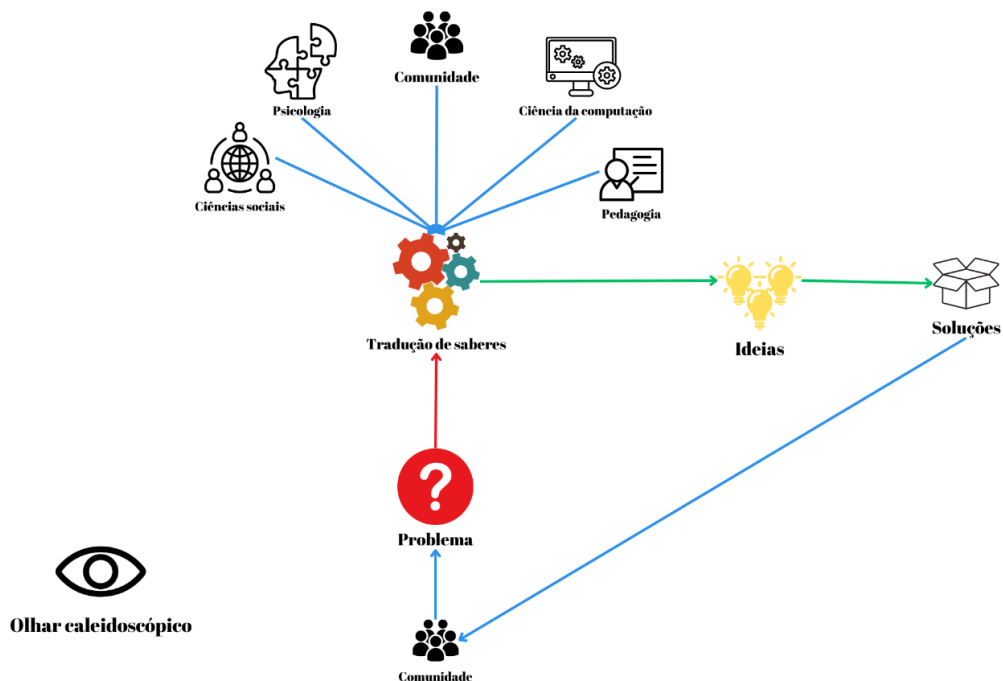 Comunidade
Psicologia
Ciência da computação
Ciências sociais
Pedagogia
Tradução de saberes
Ideias
Soluções
?
Problema
Olhar caleidoscópico
Comunidade